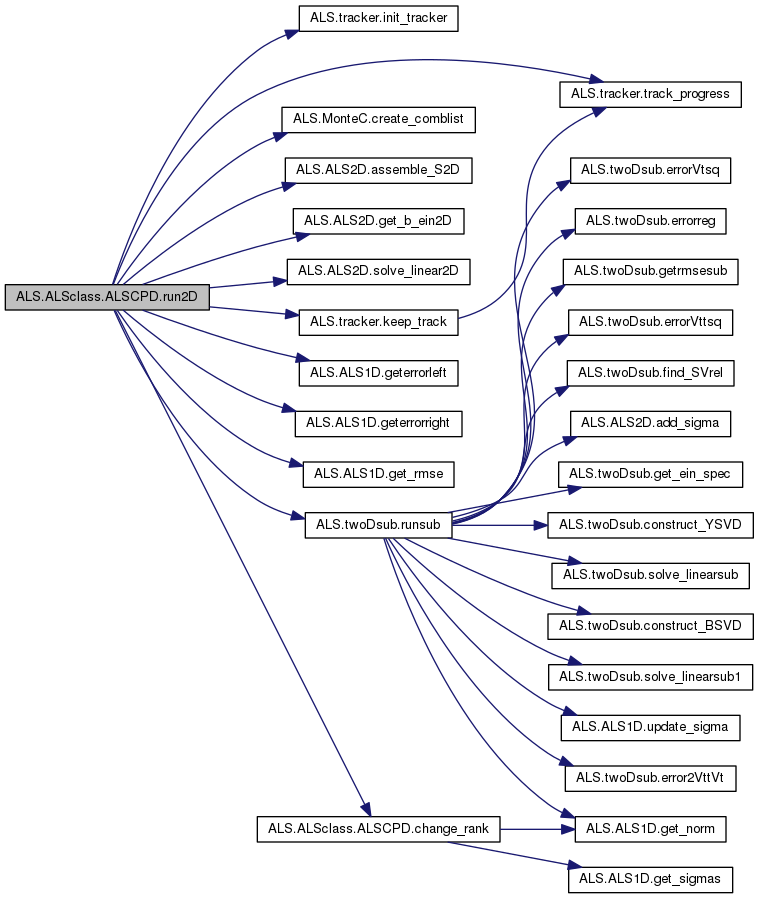 ALS.tracker.init_tracker
ALS.tracker.track_progress
ALS.MonteC.create_comblist
ALS.ALS2D.assemble_S2D
ALS.twoDsub.errorVtsq
ALS.ALS2D.get_b_ein2D
ALS.twoDsub.errorreg
ALS.ALS2D.solve_linear2D
ALS.twoDsub.getrmsesub
ALS.ALSclass.ALSCPD.run2D
ALS.tracker.keep_track
ALS.twoDsub.errorVttsq
ALS.ALS1D.geterrorleft
ALS.twoDsub.find_SVrel
ALS.ALS1D.geterrorright
ALS.ALS2D.add_sigma
ALS.ALS1D.get_rmse
ALS.twoDsub.get_ein_spec
ALS.twoDsub.runsub
ALS.twoDsub.construct_YSVD
ALS.twoDsub.solve_linearsub
ALS.twoDsub.construct_BSVD
ALS.twoDsub.solve_linearsub1
ALS.ALS1D.update_sigma
ALS.twoDsub.error2VttVt
ALS.ALSclass.ALSCPD.change_rank
ALS.ALS1D.get_norm
ALS.ALS1D.get_sigmas